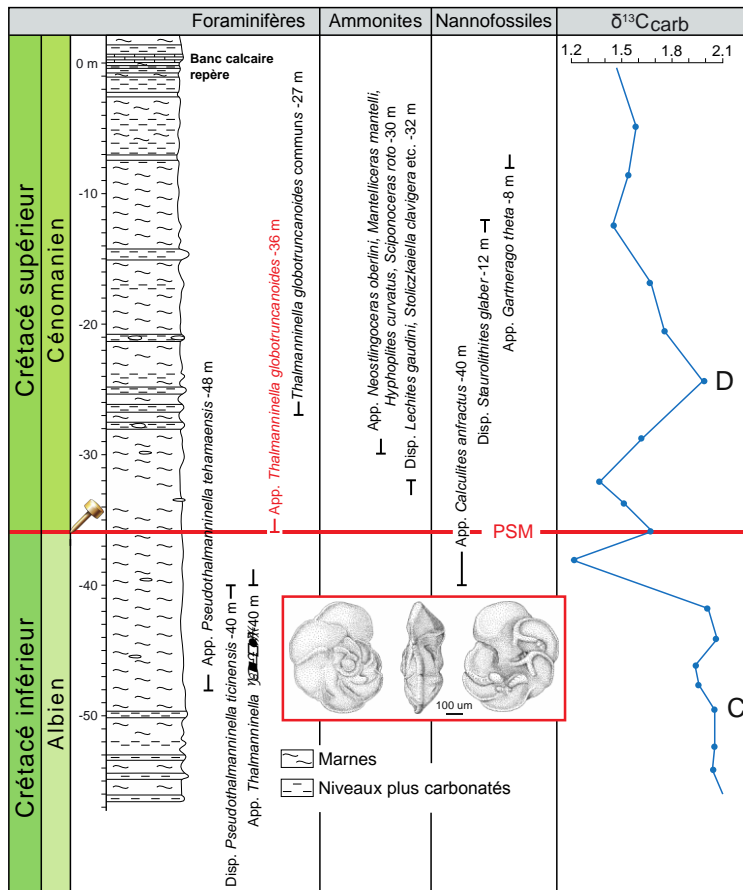 Foraminifères
Ammonites
Nannofossiles
δ¹³Ccarb
1.2 1.5 1.8 2.1
Crétacé supérieur
Cénomanien
Crétacé inférieur
Albien
0 m
-10
-20
-30
-40
-50
Banc calcaire
repère
App. Pseudothalmanninella tehamaensis -48 m
Disp. Pseudothalmanninella ticinensis -40 m
App. Thalmanninella -40 m
App. Thalmanninella globotruncanoides -36 m
Thalmanninella globotruncanoides communs -27 m
App. Neostlingoceras oberlini, Mantelliceras mantelli,
Hyphoplites curvatus, Sciponoceras roto -30 m
Disp. Lechites gaudini, Stoliczkaiella clavigera etc. -32 m
App. Calculites anfractus -40 m
Disp. Staurolithites glaber -12 m
App. Gartnerago theta -8 m
D
PSM
C
100 um
Marnes
Niveaux plus carbonatés